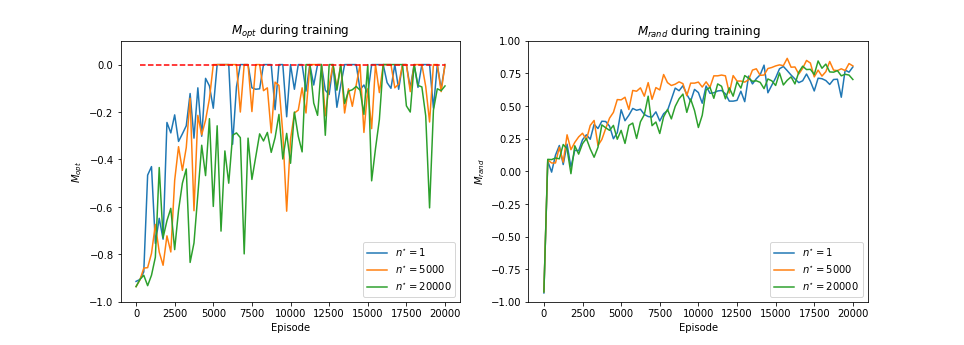 M_opt during training
0.0
−0.2
−0.4
−0.6
−0.8
−1.0
M_opt
0 2500 5000 7500 10000 12500 15000 17500 20000
Episode
n* = 1
n* = 5000
n* = 20000
M_rand during training
1.00
0.75
0.50
0.25
0.00
−0.25
−0.50
−0.75
−1.00
M_rand
0 2500 5000 7500 10000 12500 15000 17500 20000
Episode
n* = 1
n* = 5000
n* = 20000